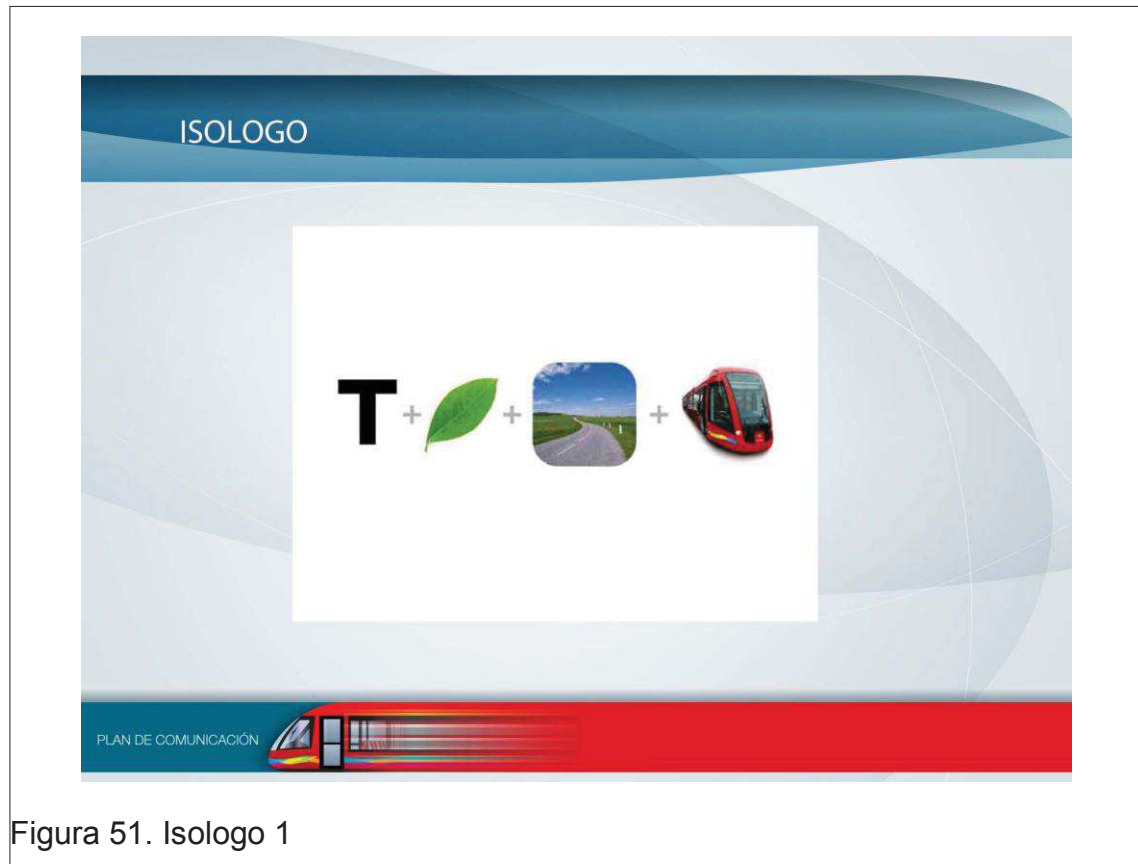 ISOLOGO
T + + +
PLAN DE COMUNICACIÓN
Figura 51. Isologo 1